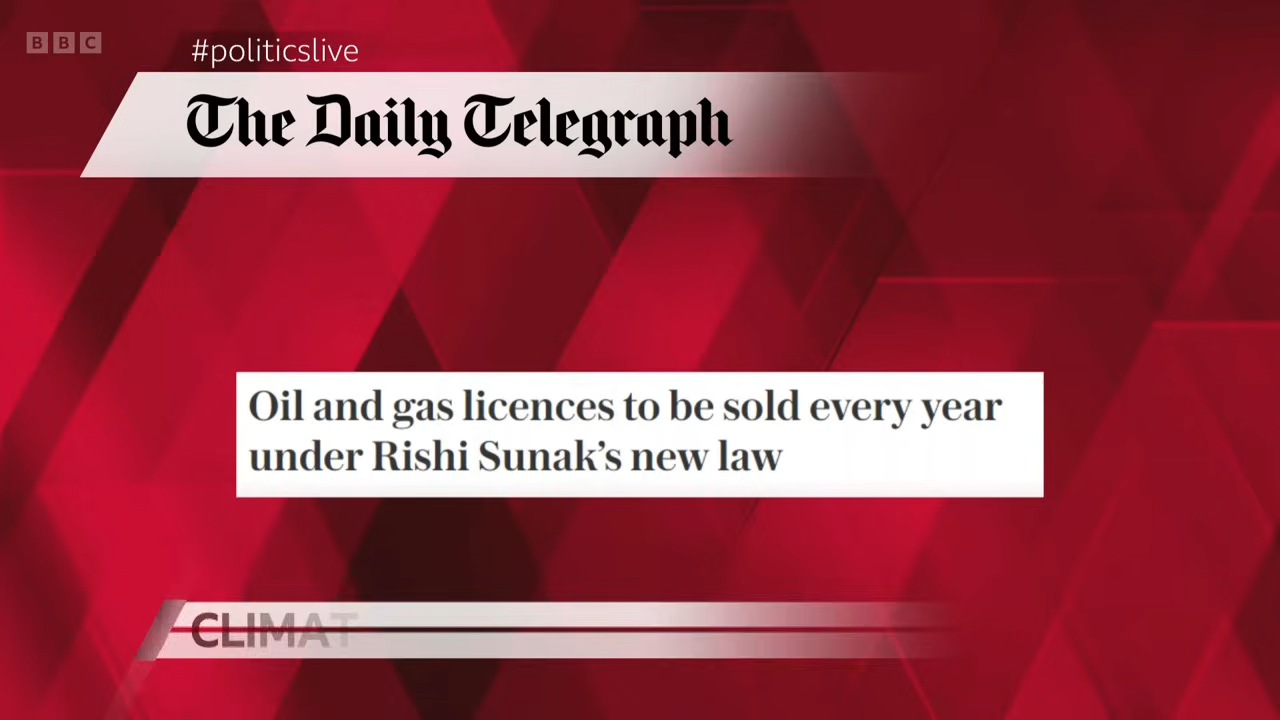 BBC
#politicslive
The Daily Telegraph
Oil and gas licences to be sold every year
under Rishi Sunak’s new law
CLIMAT